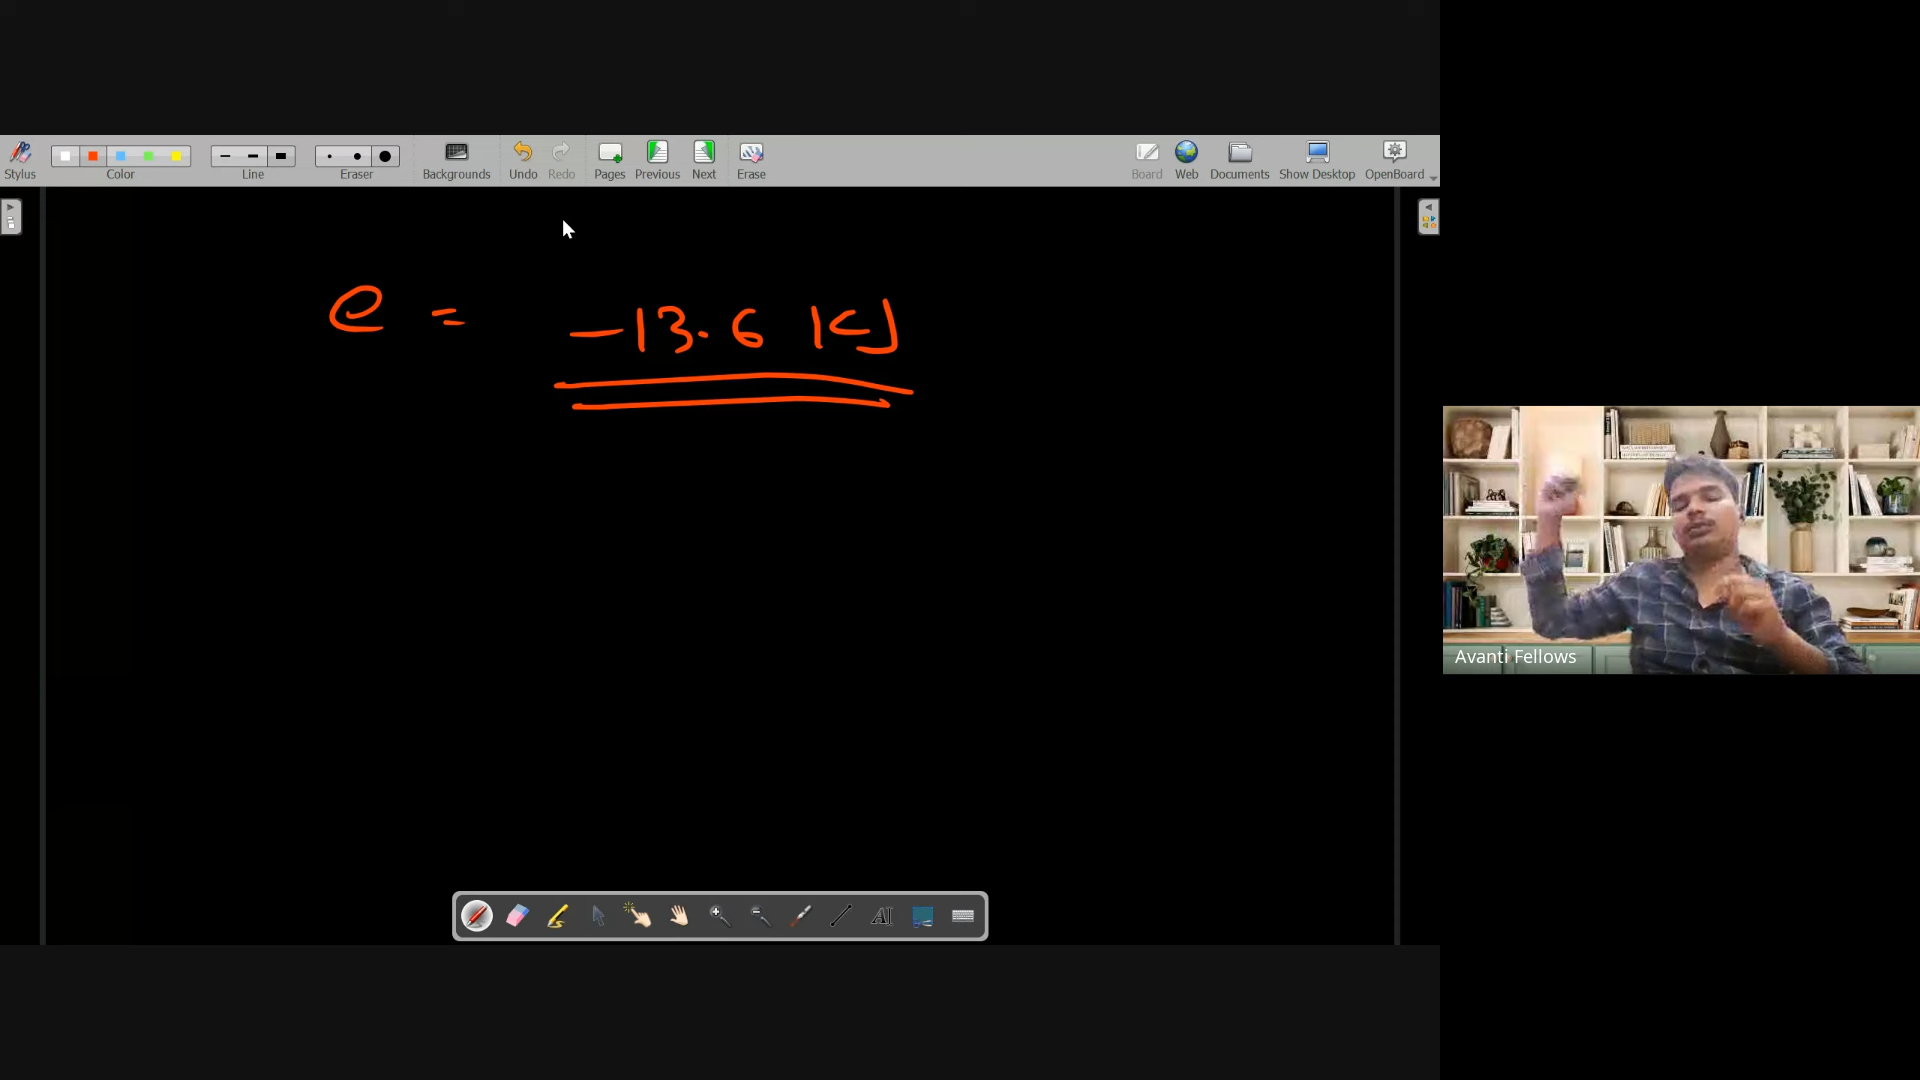 Stylus Color Line Eraser Backgrounds Undo Redo Pages Previous Next Erase Board Web Documents Show Desktop OpenBoard
e = -13.6 KJ
Avanti Fellows
AI